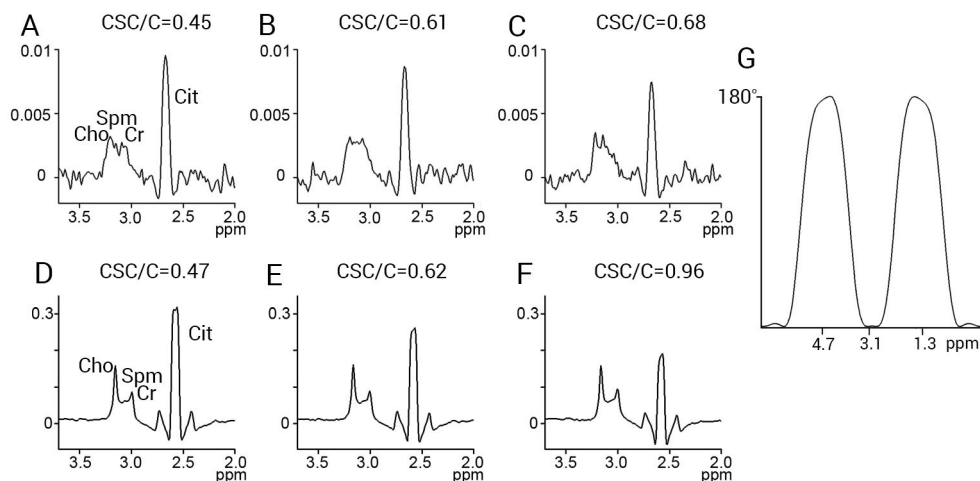 A CSC/C=0.45
0.01
0.005
0
Cho
Spm
Cr
Cit
3.5 3.0 2.5 2.0
ppm
B CSC/C=0.61
0.01
0.005
0
3.5 3.0 2.5 2.0
ppm
C CSC/C=0.68
0.01
0.005
0
3.5 3.0 2.5 2.0
ppm
D CSC/C=0.47
0.3
0
Cho
Spm
Cr
Cit
3.5 3.0 2.5 2.0
ppm
E CSC/C=0.62
0.3
0
3.5 3.0 2.5 2.0
ppm
F CSC/C=0.96
0.3
0
3.5 3.0 2.5 2.0
ppm
G
180°
4.7 3.1 1.3 ppm